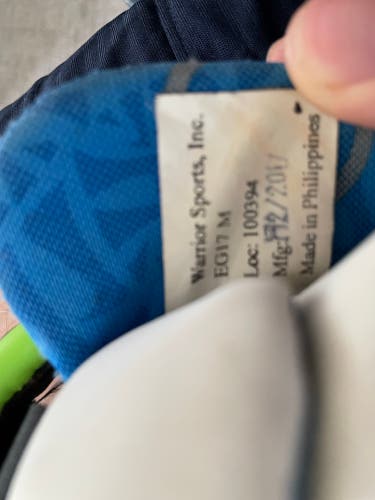 Warrior Sports, Inc.
EG17 M
Loc: 100394
Mfg:
Made in Philippines